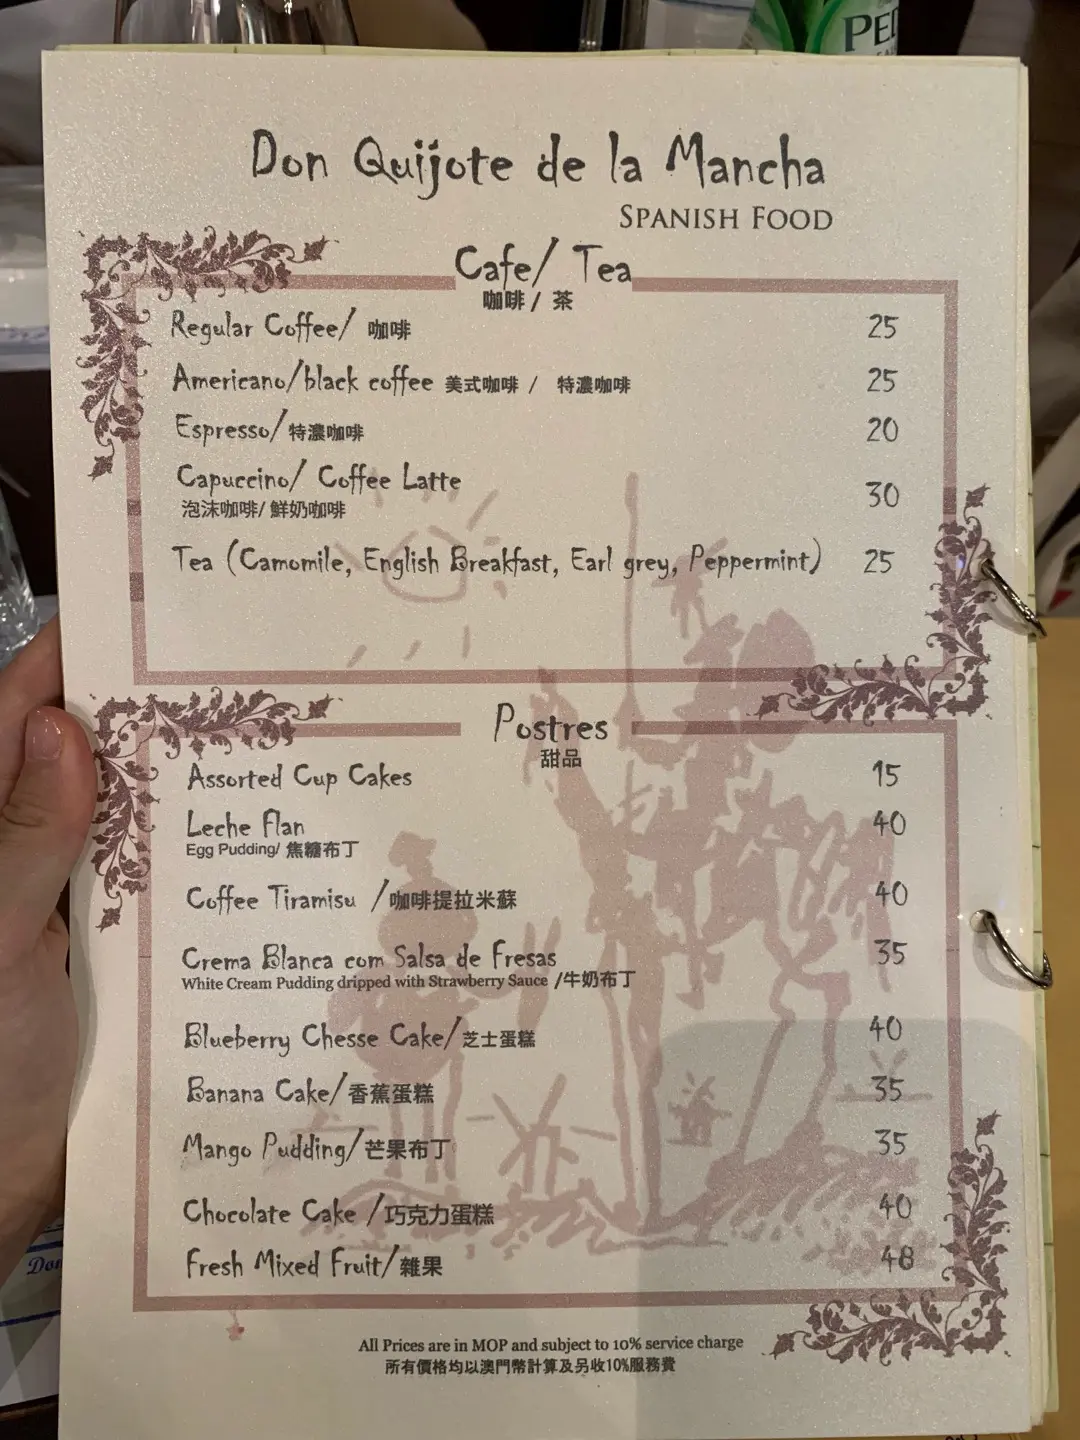 Don Quijote de la Mancha
SPANISH FOOD
Cafe/ Tea
咖啡 / 茶
Regular Coffee/ 咖啡 25
Americano/black coffee 美式咖啡 / 特濃咖啡 25
Espresso/特濃咖啡 20
Capuccino/ Coffee Latte 30
泡沫咖啡/ 鮮奶咖啡
Tea (Camomile, English Breakfast, Earl grey, Peppermint) 25
Postres
甜品
Assorted Cup Cakes 15
Leche Flan 40
Egg Pudding/ 焦糖布丁
Coffee Tiramisu /咖啡提拉米蘇 40
Crema Blanca com Salsa de Fresas 35
White Cream Pudding dripped with Strawberry Sauce /牛奶布丁
Blueberry Chesse Cake/芝士蛋糕 40
Banana Cake/香蕉蛋糕 35
Mango Pudding/芒果布丁 35
Chocolate Cake /巧克力蛋糕 40
Fresh Mixed Fruit/雜果 48
All Prices are in MOP and subject to 10% service charge
所有價格均以澳門幣計算及另收10%服務費